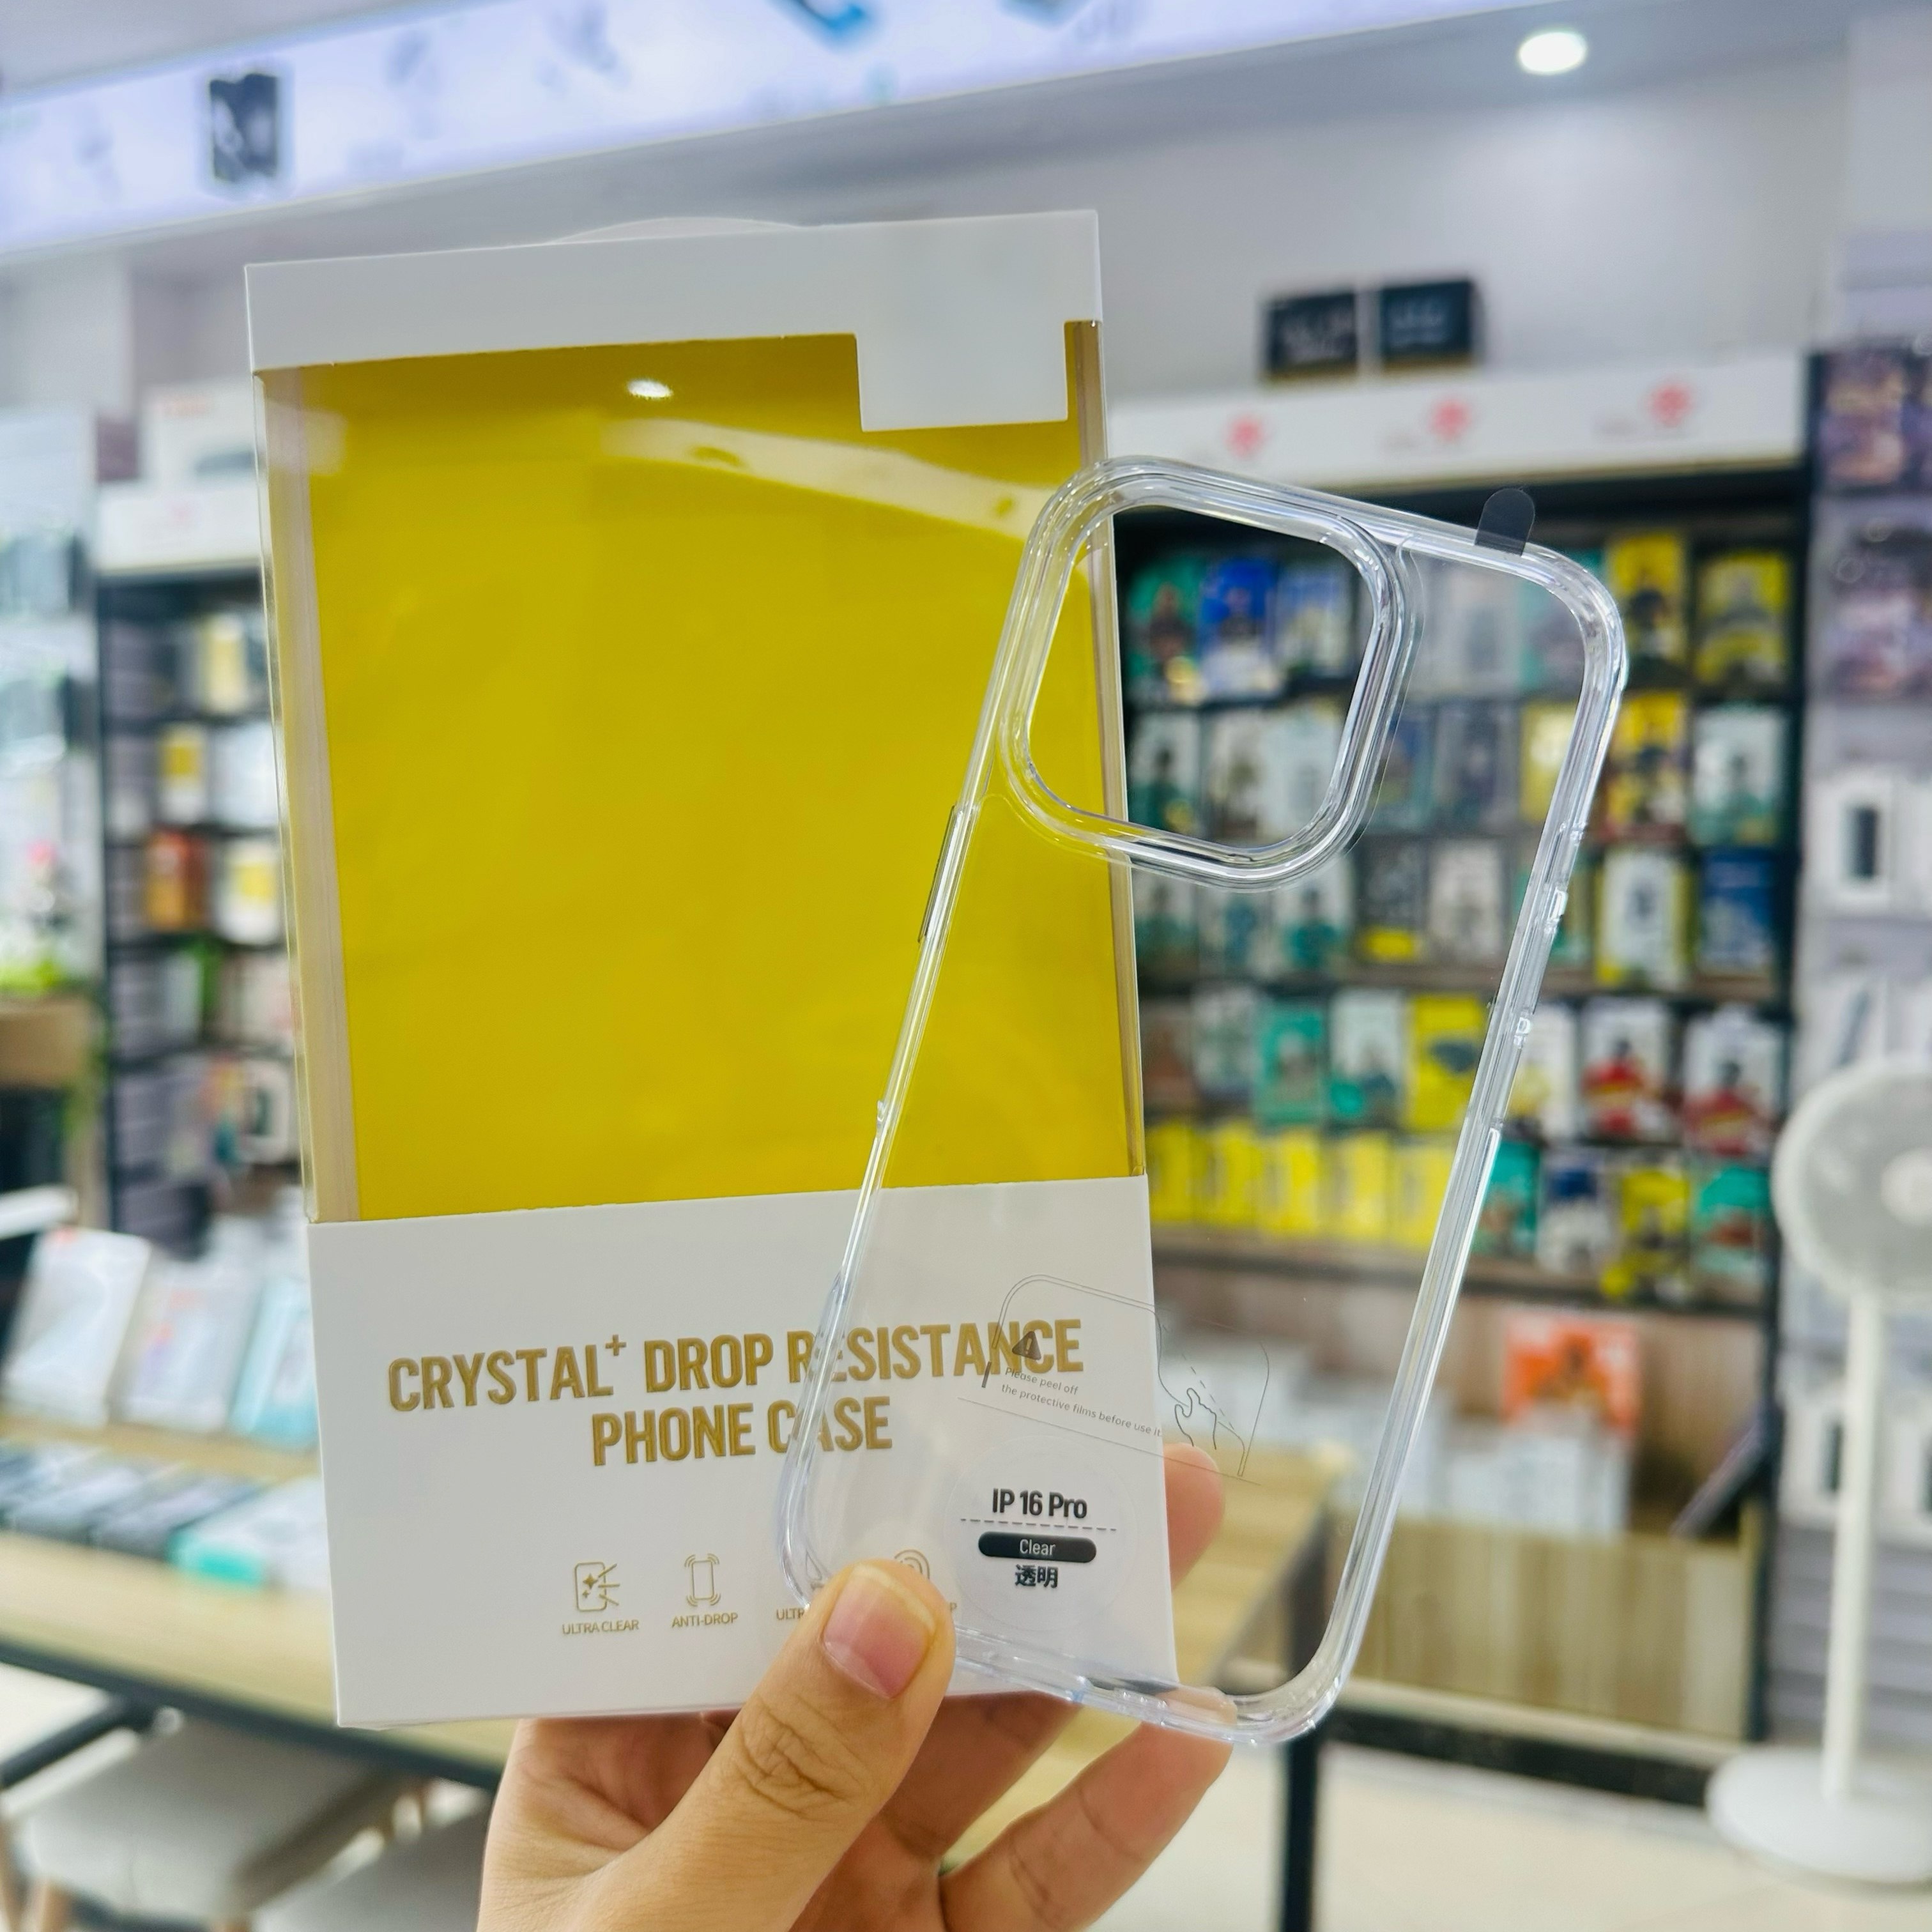 CRYSTAL+ DROP RESISTANCE
PHONE CASE
Please peel off
the protective films before use it
IP 16 Pro
Clear
透明
ULTRA CLEAR
ANTI-DROP